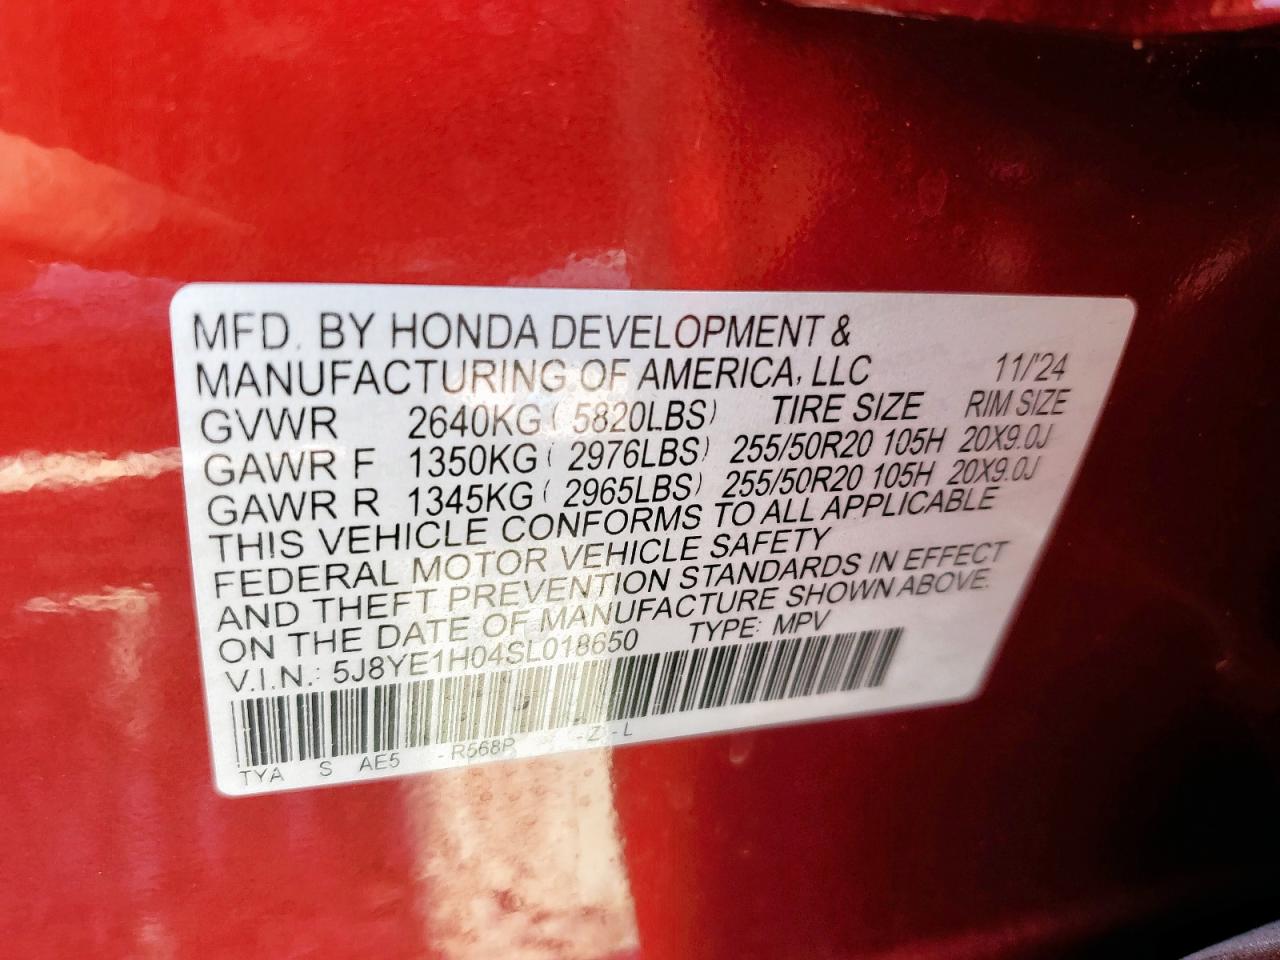 MFD. BY HONDA DEVELOPMENT &
MANUFACTURING OF AMERICA, LLC 11/'24
GVWR 2640KG ( 5820LBS) TIRE SIZE RIM SIZE
GAWR F 1350KG ( 2976LBS) 255/50R20 105H 20X9.0J
GAWR R 1345KG ( 2965LBS) 255/50R20 105H 20X9.0J
THIS VEHICLE CONFORMS TO ALL APPLICABLE
FEDERAL MOTOR VEHICLE SAFETY
AND THEFT PREVENTION STANDARDS IN EFFECT
ON THE DATE OF MANUFACTURE SHOWN ABOVE.
V.I.N.: 5J8YE1H04SL018650 TYPE: MPV
TYA S AE5 - R568P - Z - L